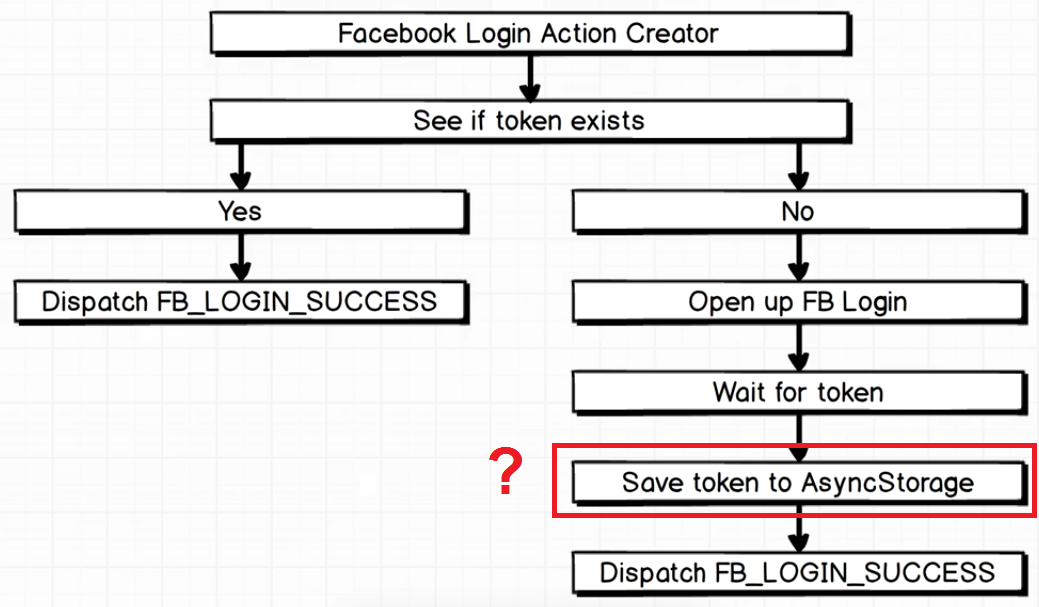 Facebook Login Action Creator
See if token exists
Yes
No
Dispatch FB_LOGIN_SUCCESS
Open up FB Login
Wait for token
?
Save token to AsyncStorage
Dispatch FB_LOGIN_SUCCESS